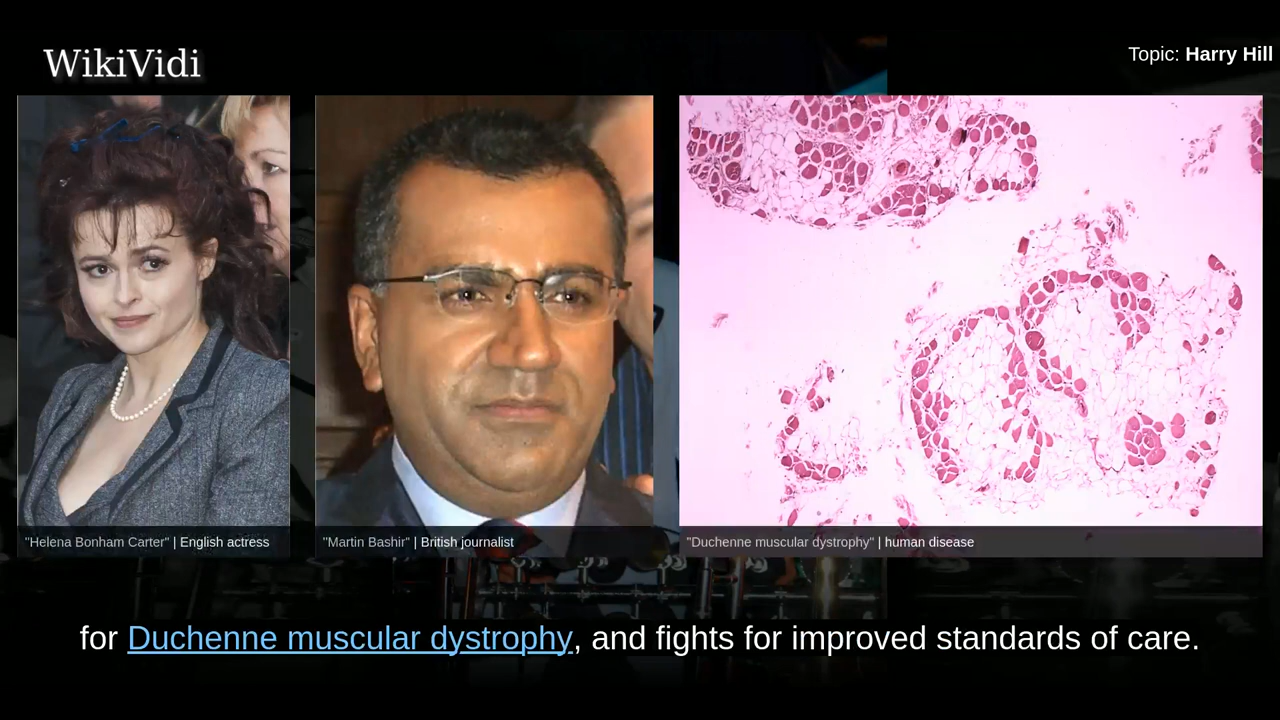 WikiVidi
Topic: Harry Hill
"Helena Bonham Carter" | English actress
"Martin Bashir" | British journalist
"Duchenne muscular dystrophy" | human disease
for Duchenne muscular dystrophy, and fights for improved standards of care.